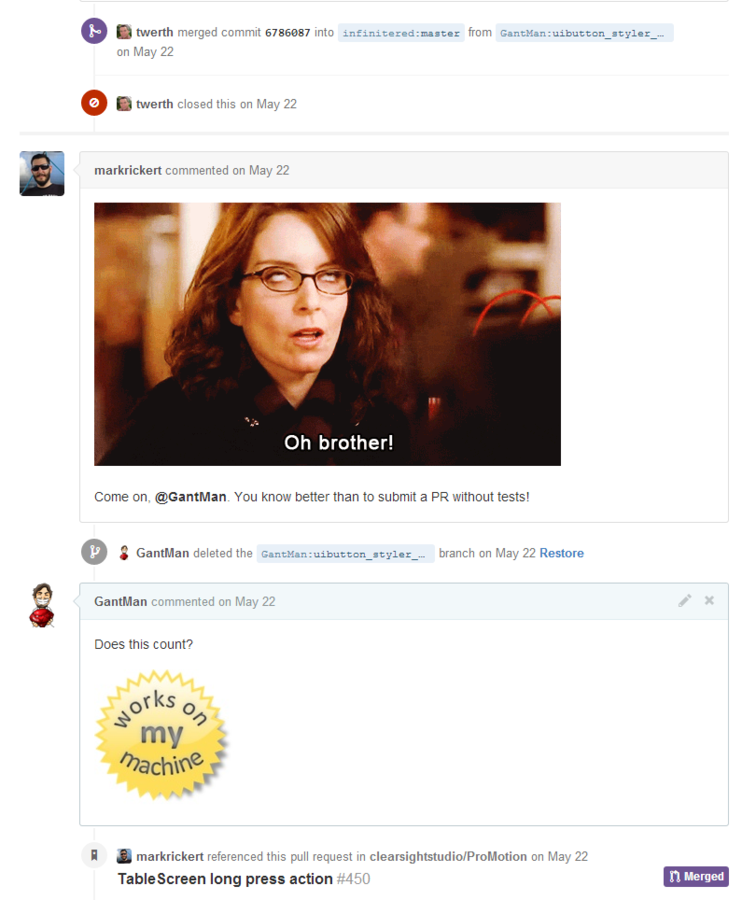 twerth merged commit 6786087 into infinitered:master from GantMan:uibutton_styler_…
on May 22
twerth closed this on May 22
markrickert commented on May 22
Oh brother!
Come on, @GantMan. You know better than to submit a PR without tests!
GantMan deleted the GantMan:uibutton_styler_… branch on May 22 Restore
GantMan commented on May 22
Does this count?
works on
my
machine
markrickert referenced this pull request in clearsightstudio/ProMotion on May 22
TableScreen long press action #450
Merged